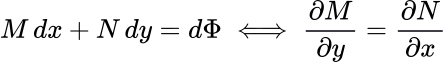 M dx + N dy = dΦ ⟺ ∂M/∂y = ∂N/∂x